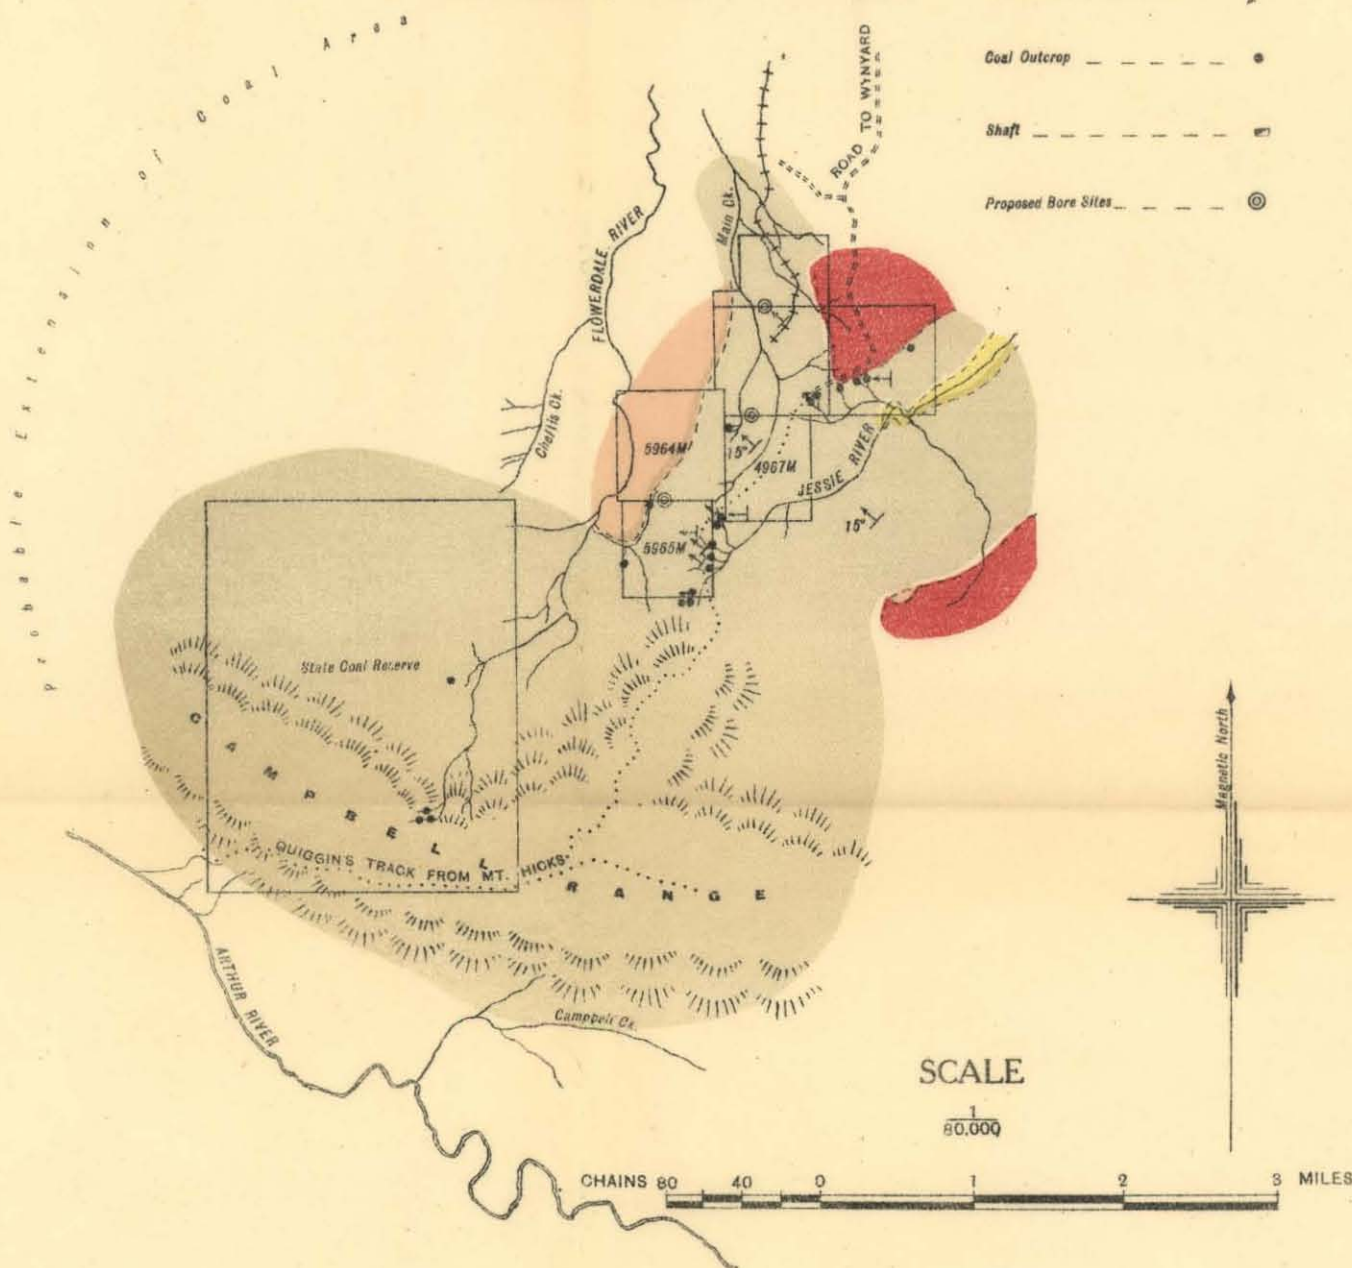 Probable Extension of Coal Area
Coal Outcrop
Shaft
Proposed Bore Sites
ROAD TO WYNYARD
Main Ck.
FLOWERDALE RIVER
Chellis Ck.
5964M
15°
4967M
JESSIE RIVER
15°
5965M
State Coal Reserve
CAMPBELL RANGE
QUIGGIN'S TRACK FROM MT. HICKS
ARTHUR RIVER
Campbell Ck.
Magnetic North
SCALE
1
80,000
CHAINS 80 40 0 1 2 3 MILES